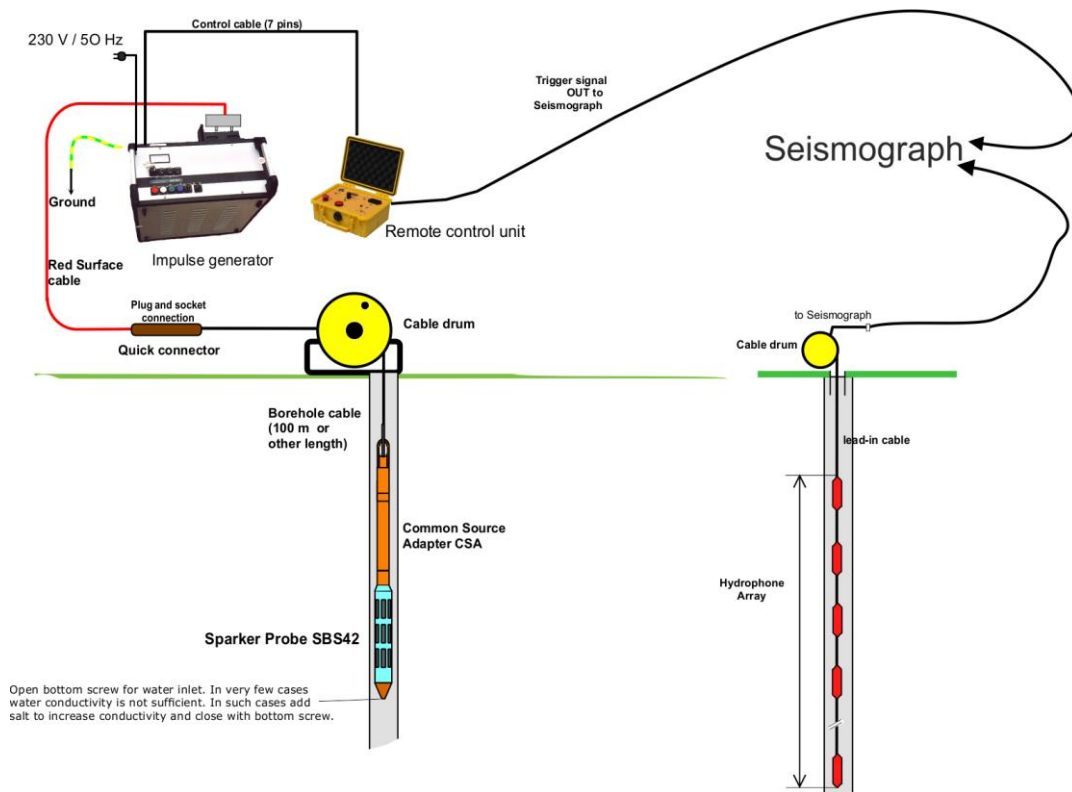 Control cable (7 pins)
230 V / 5O Hz
Trigger signal
OUT to
Seismograph
Seismograph
Ground
Remote control unit
Impulse generator
Red Surface
cable
Plug and socket
connection
Quick connector
Cable drum
to Seismograph
Cable drum
Borehole cable
(100 m or
other length)
lead-in cable
Common Source
Adapter CSA
Hydrophone
Array
Sparker Probe SBS42
Open bottom screw for water inlet. In very few cases
water conductivity is not sufficient. In such cases add
salt to increase conductivity and close with bottom screw.